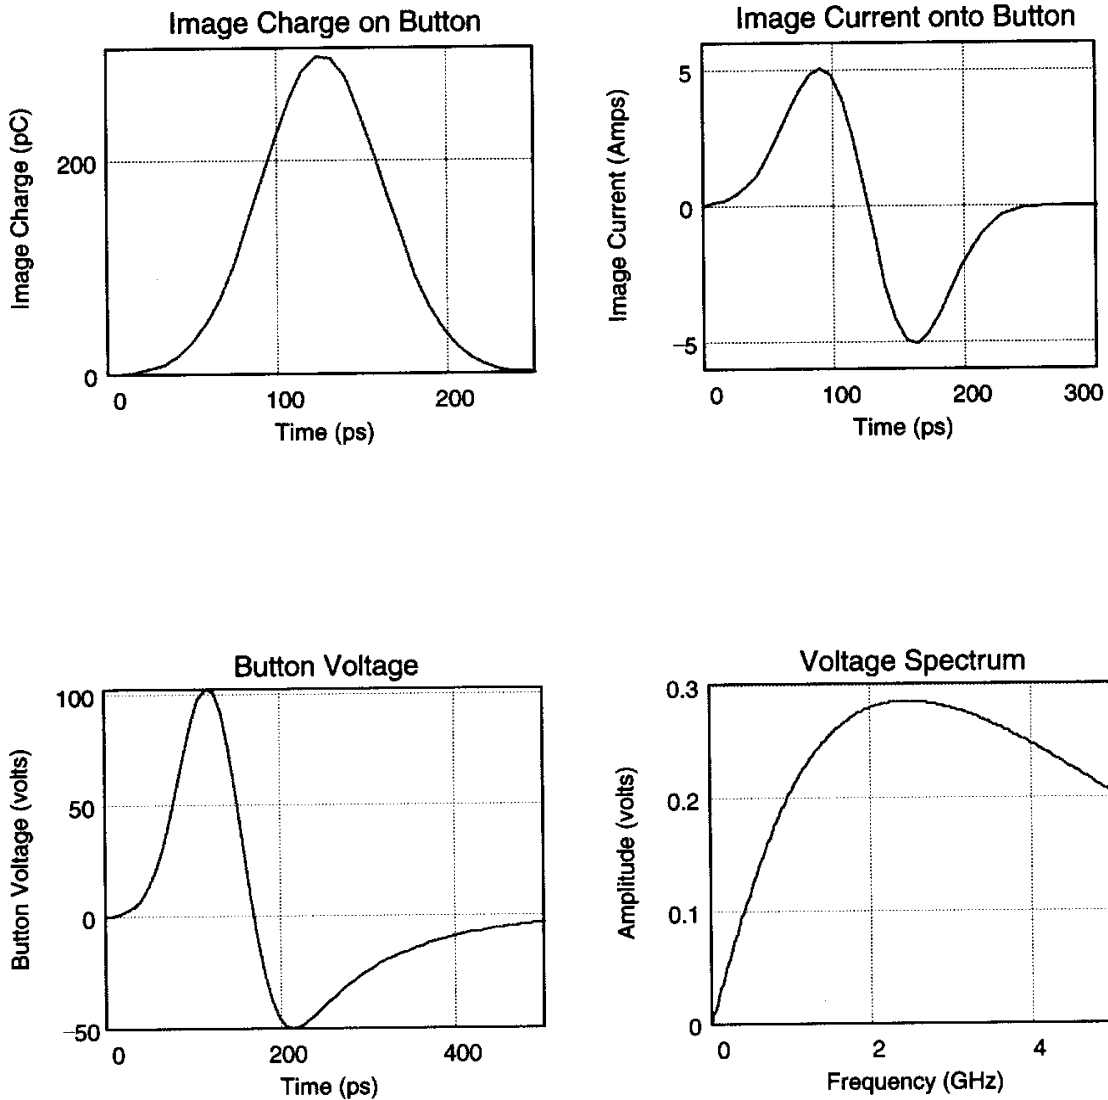 Image Charge on Button
Image Charge (pC)
200
0
0
100
200
Time (ps)
Image Current onto Button
Image Current (Amps)
5
0
−5
0
100
200
300
Time (ps)
Button Voltage
Button Voltage (volts)
100
50
0
−50
0
200
400
Time (ps)
Voltage Spectrum
Amplitude (volts)
0.3
0.2
0.1
0
0
2
4
Frequency (GHz)